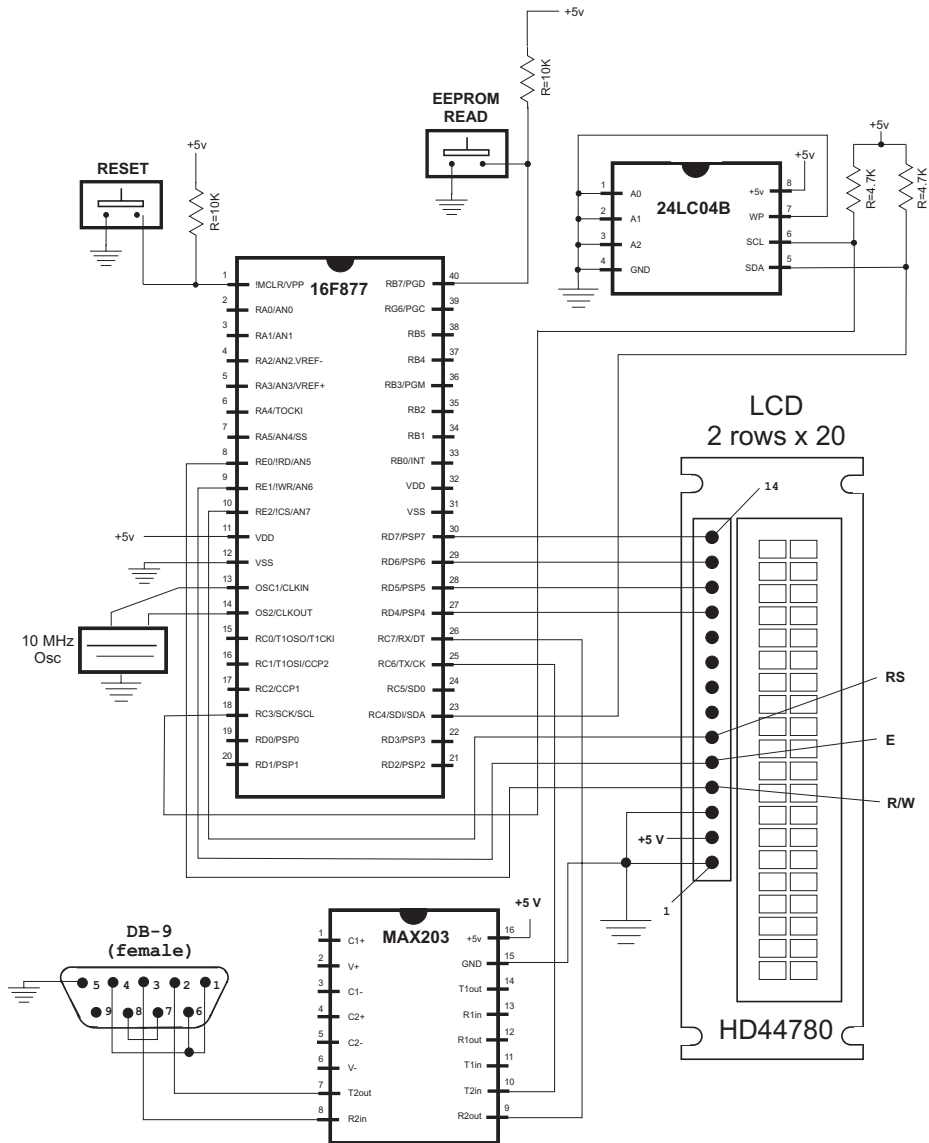 +5v
R=10K
EEPROM
READ
+5v
RESET
+5v
R=10K
+5v
R=4.7K
R=4.7K
24LC04B
1 A0
2 A1
3 A2
4 GND
+5v 8
WP 7
SCL 6
SDA 5
16F877
1 !MCLR/VPP
2 RA0/AN0
3 RA1/AN1
4 RA2/AN2.VREF-
5 RA3/AN3/VREF+
6 RA4/TOCKI
7 RA5/AN4/SS
8 RE0/!RD/AN5
9 RE1/!WR/AN6
10 RE2/!CS/AN7
11 VDD
12 VSS
13 OSC1/CLKIN
14 OS2/CLKOUT
15 RC0/T1OSO/T1CKI
16 RC1/T1OSI/CCP2
17 RC2/CCP1
18 RC3/SCK/SCL
19 RD0/PSP0
20 RD1/PSP1
RB7/PGD 40
RG6/PGC 39
RB5 38
RB4 37
RB3/PGM 36
RB2 35
RB1 34
RB0/INT 33
VDD 32
VSS 31
RD7/PSP7 30
RD6/PSP6 29
RD5/PSP5 28
RD4/PSP4 27
RC7/RX/DT 26
RC6/TX/CK 25
RC5/SD0 24
RC4/SDI/SDA 23
RD3/PSP3 22
RD2/PSP2 21
+5v
10 MHz
Osc
LCD
2 rows x 20
14
RS
E
R/W
+5 V
1
HD44780
DB-9
(female)
5 4 3 2 1
9 8 7 6
MAX203
+5 V
1 C1+
2 V+
3 C1-
4 C2+
5 C2-
6 V-
7 T2out
8 R2in
+5v 16
GND 15
T1out 14
R1in 13
R1out 12
T1in 11
T2in 10
R2out 9